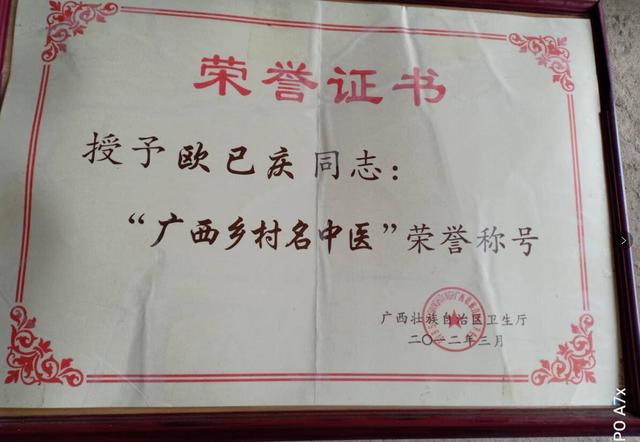 荣誉证书
授予欧已庆同志：
“广西乡村名中医”荣誉称号
广西壮族自治区卫生厅
二〇一二年三月
PO A7x